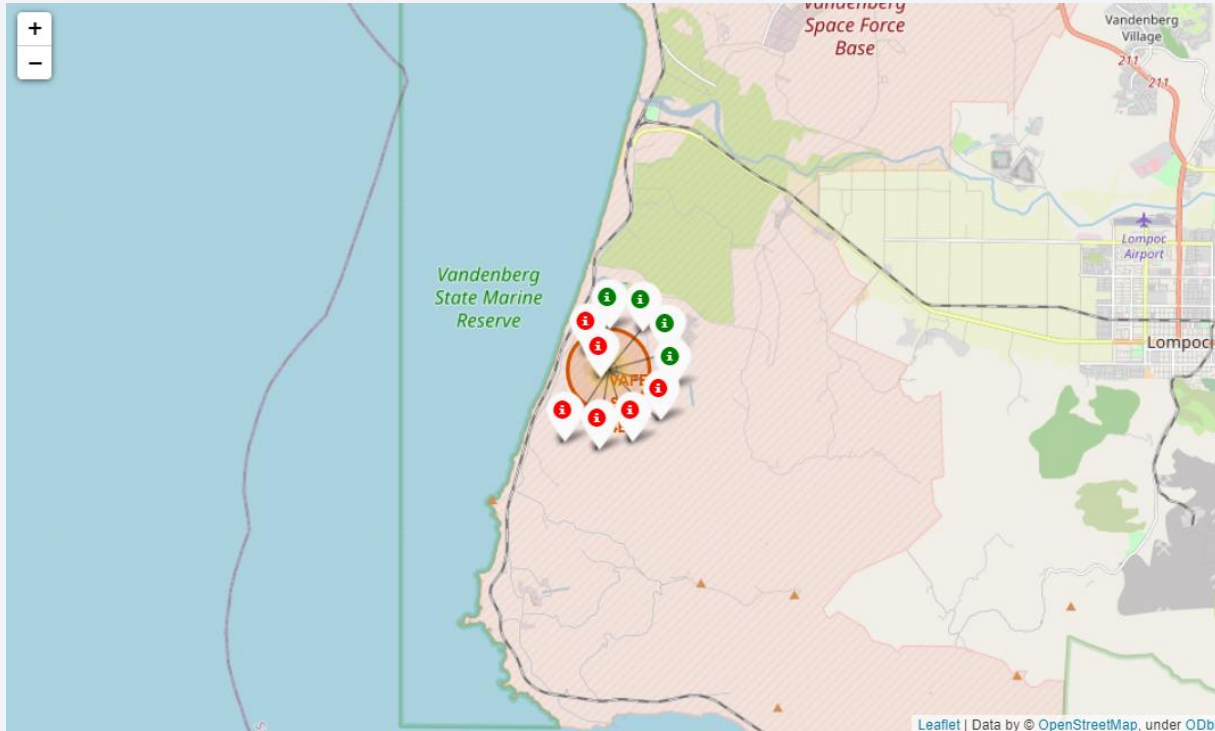 +
−
Vandenberg
Space Force
Base
Vandenberg
Village
211
211
Lompoc
Airport
Vandenberg
State Marine
Reserve
Lompoc
Leaflet | Data by © OpenStreetMap, under ODb